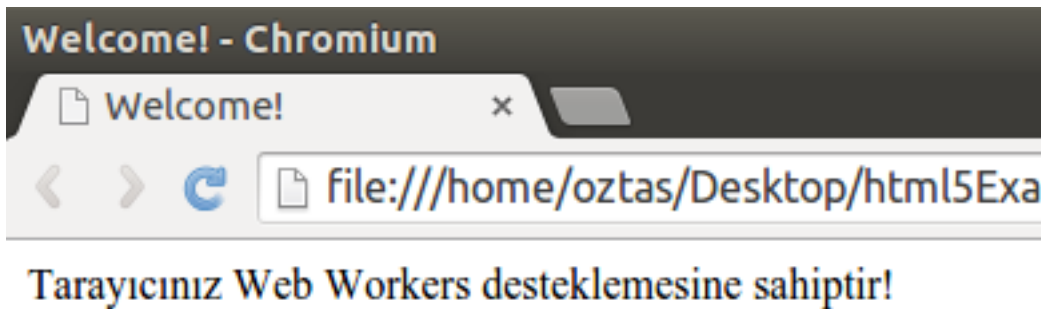 Welcome! - Chromium
Welcome!
file:///home/oztas/Desktop/html5Exa
Tarayıcınız Web Workers desteklemesine sahiptir!